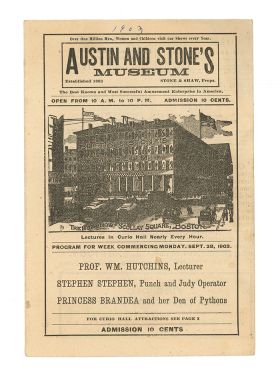 1903
Over One Million Men, Women and Children visit our Shows every Year.
AUSTIN AND STONE'S
MUSEUM
Established 1883 STONE & SHAW, Props.
The Best Known and Most Successful Amusement Enterprise in America.
OPEN FROM 10 A. M. to 10 P. M. ADMISSION 10 CENTS.
SCOLLAY SQUARE, BOSTON
Lectures in Curio Hall Nearly Every Hour.
PROGRAM FOR WEEK COMMENCING MONDAY, SEPT. 28, 1903.
PROF. WM. HUTCHINS, Lecturer
STEPHEN STEPHEN, Punch and Judy Operator
PRINCESS BRANDEA and her Den of Pythons
FOR CURIO HALL ATTRACTIONS SEE PAGE 3
ADMISSION 10 CENTS